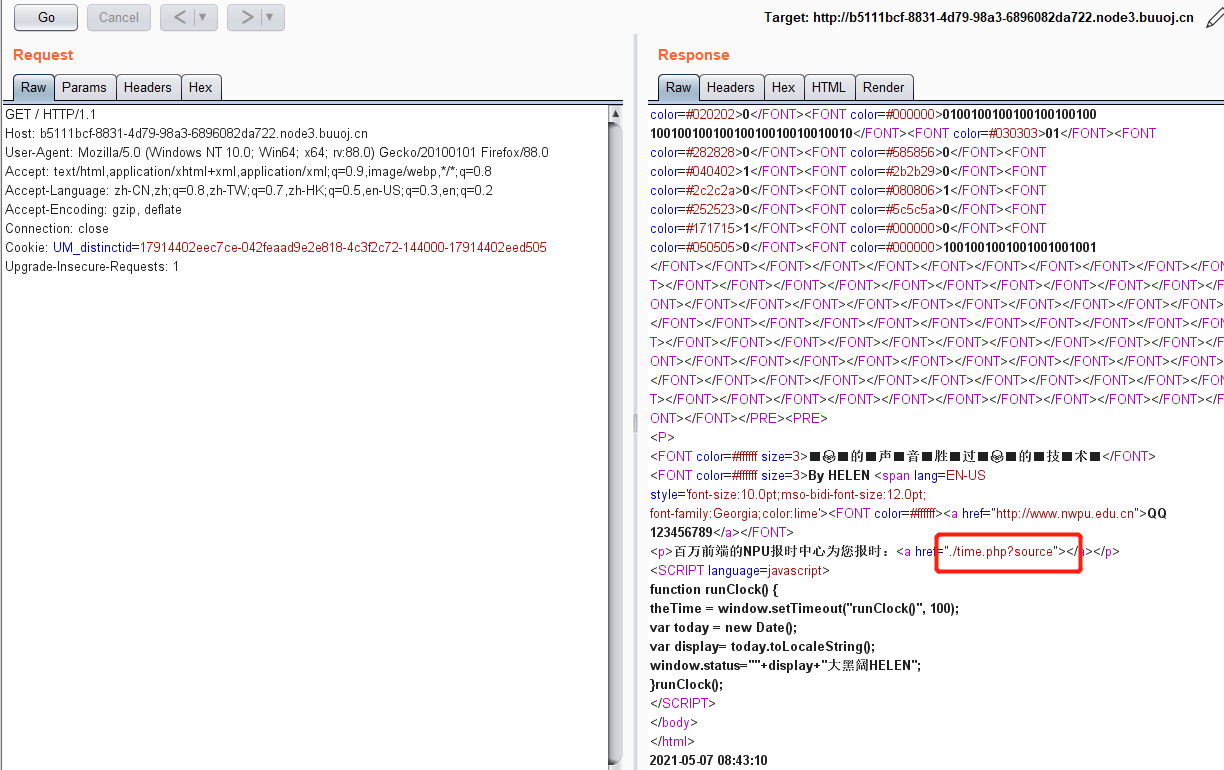 Go Cancel < > Target: http://b5111bcf-8831-4d79-98a3-6896082da722.node3.buuoj.cn
Request
Raw Params Headers Hex
GET / HTTP/1.1
Host: b5111bcf-8831-4d79-98a3-6896082da722.node3.buuoj.cn
User-Agent: Mozilla/5.0 (Windows NT 10.0; Win64; x64; rv:88.0) Gecko/20100101 Firefox/88.0
Accept: text/html,application/xhtml+xml,application/xml;q=0.9,image/webp,*/*;q=0.8
Accept-Language: zh-CN,zh;q=0.8,zh-TW;q=0.7,zh-HK;q=0.5,en-US;q=0.3,en;q=0.2
Accept-Encoding: gzip, deflate
Connection: close
Cookie: UM_distinctid=17914402eec7ce-042feaad9e2e818-4c3f2c72-144000-17914402eed505
Upgrade-Insecure-Requests: 1
Response
Raw Headers Hex HTML Render
color=#020202>0</FONT><FONT color=#000000>0100100100100100100100
1001001001001001001001001001001​0</FONT><FONT color=#030303>01</FONT><FONT
color=#282828>0</FONT><FONT color=#585856>0</FONT><FONT
color=#040402>1</FONT><FONT color=#2b2b29>0</FONT><FONT
color=#2c2c2a>0</FONT><FONT color=#080806>1</FONT><FONT
color=#252523>0</FONT><FONT color=#5c5c5a>0</FONT><FONT
color=#171715>1</FONT><FONT color=#000000>0</FONT><FONT
color=#050505>0</FONT><FONT color=#000000>1001001001001001001001
</FONT></FONT></FONT></FONT></FONT></FONT></FONT></FONT></FONT></FONT></FON
T></FONT></FONT></FONT></FONT></FONT></FONT></FONT></FONT></FONT></FONT></F
ONT></FONT></FONT></FONT></FONT></FONT></FONT></FONT></FONT></FONT></FONT>
</FONT></FONT></FONT></FONT></FONT></FONT></FONT></FONT></FONT></FONT></FON
T></FONT></FONT></FONT></FONT></FONT></FONT></FONT></FONT></FONT></FONT></F
ONT></FONT></FONT></FONT></FONT></FONT></FONT></FONT></FONT></FONT></FONT>
</FONT></FONT></FONT></FONT></FONT></FONT></FONT></FONT></FONT></FONT></FON
T></FONT></FONT></FONT></FONT></FONT></FONT></FONT></FONT></FONT></FONT></F
ONT></FONT></PRE><PRE>
<P>
<FONT color=#ffffff size=3>■😭■的■声■音■胜■过■😭■的■技■术■</FONT>
<FONT color=#ffffff size=3>By HELEN <span lang=EN-US
style='font-size:10.0pt;mso-bidi-font-size:12.0pt;
font-family:Georgia;color:lime'><FONT color=#ffffff><a href="http://www.nwpu.edu.cn">QQ
123456789</a></FONT>
<p>百万前端的NPU报时中心为您报时：<a href="./time.php?source"></a></p>
<SCRIPT language=javascript>
function runClock() {
theTime = window.setTimeout("runClock()", 100);
var today = new Date();
var display= today.toLocaleString();
window.status=""+display+"大黑阔HELEN";
}runClock();
</SCRIPT>
</body>
</html>
2021-05-07 08:43:10